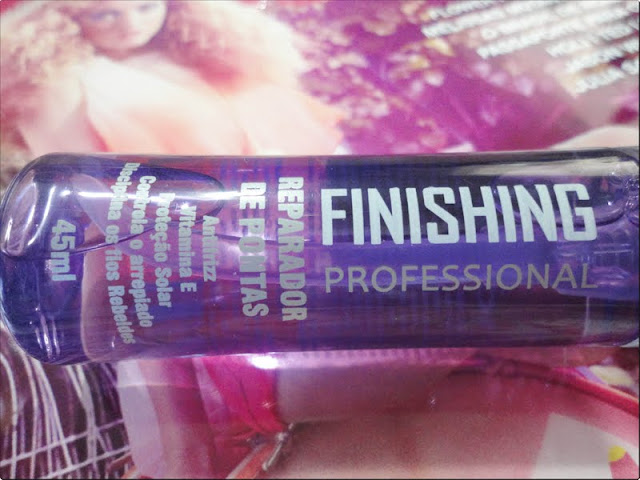 FINISHING
PROFESSIONAL
REPARADOR
DE PONTAS
Antifrizz
Vitamina E
Proteção Solar
Controla o arrepiado
Disciplina os fios Rebeldes
45ml